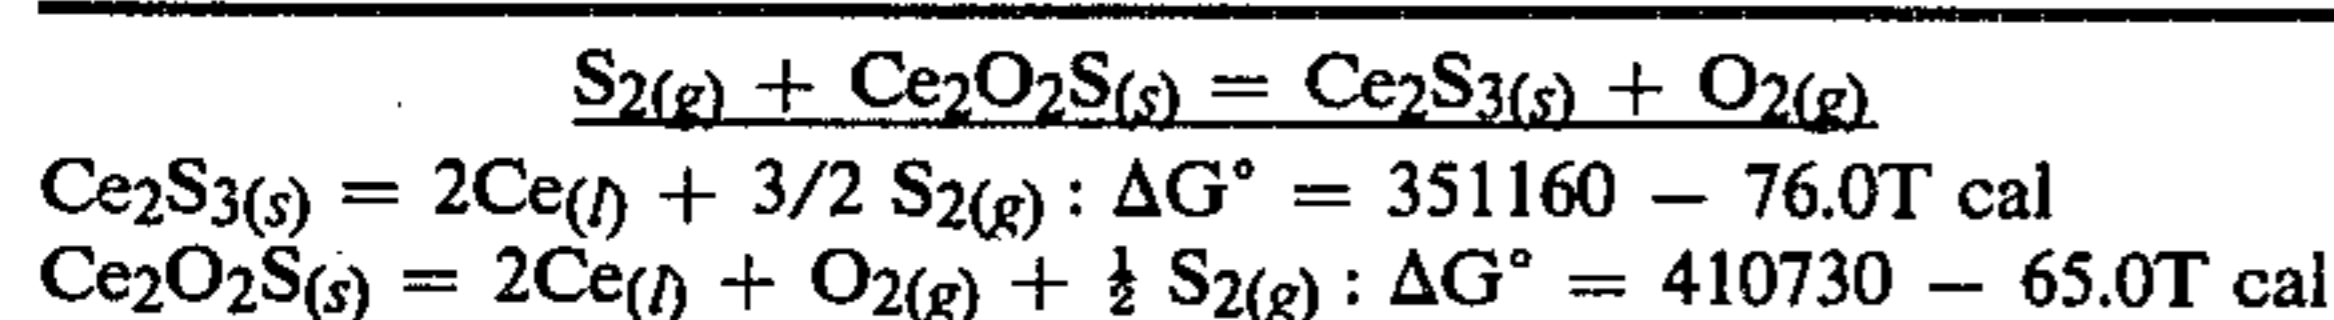 S2(g) + Ce2O2S(s) = Ce2S3(s) + O2(g)
Ce2S3(s) = 2Ce(l) + 3/2 S2(g) : ΔG° = 351160 − 76.0T cal
Ce2O2S(s) = 2Ce(l) + O2(g) + ½ S2(g) : ΔG° = 410730 − 65.0T cal